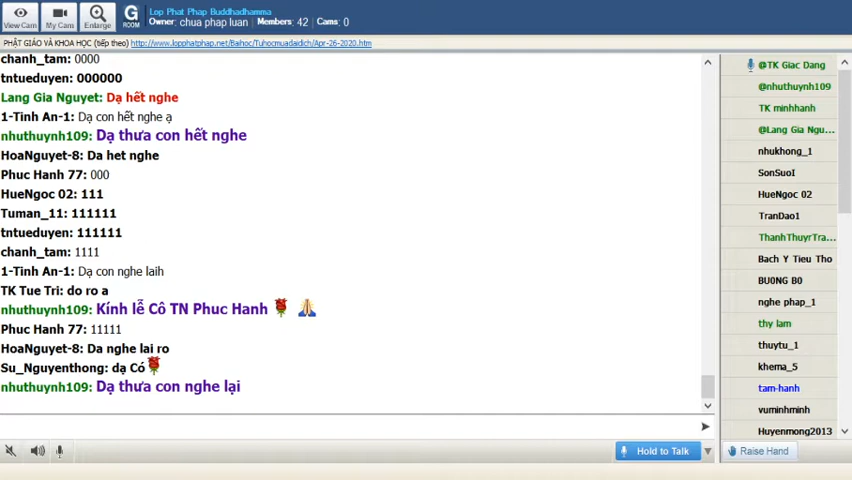 Lop Phat Phap Buddhadhamma
Owner: chua phap luan Members: 42 Cams: 0
View Cam My Cam Enlarge G ROOM
PHẬT GIÁO VÀ KHOA HỌC (tiếp theo) http://www.lopphatphap.net/Baihoc/Tuhocmuadaidich/Apr-26-2020.htm
chanh_tam: 0000
tntueduyen: 000000
Lang Gia Nguyet: Dạ hết nghe
1-Tinh An-1: Dạ con hết nghe ạ
nhuthuynh109: Dạ thưa con hết nghe
HoaNguyet-8: Da het nghe
Phuc Hanh 77: 000
HueNgoc 02: 111
Tuman_11: 111111
tntueduyen: 111111
chanh_tam: 1111
1-Tinh An-1: Dạ con nghe laih
TK Tue Tri: do ro a
nhuthuynh109: Kính lễ Cô TN Phuc Hanh
Phuc Hanh 77: 11111
HoaNguyet-8: Da nghe lai ro
Su_Nguyenthong: dạ Có
nhuthuynh109: Dạ thưa con nghe lại
Hold to Talk
@TK Giac Dang
@nhuthuynh109
TK minhhanh
@Lang Gia Ngu...
nhukhong_1
SonSuoI
HueNgoc 02
TranDao1
ThanhThuyrTra...
Bach Y Tieu Tho
BU0NG B0
nghe phap_1
thy lam
thuytu_1
khema_5
tam-hanh
vuminhminh
Huyenmong2013
Raise Hand